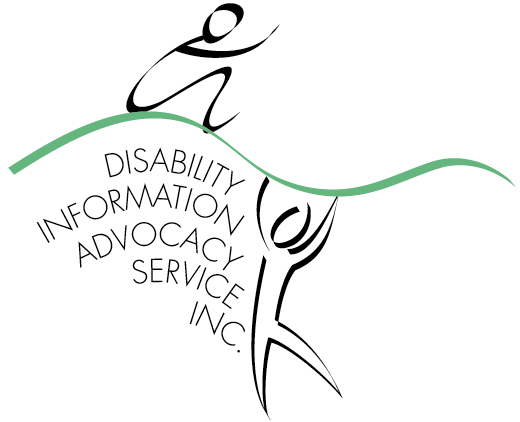 DISABILITY
INFORMATION
ADVOCACY
SERVICE
INC.